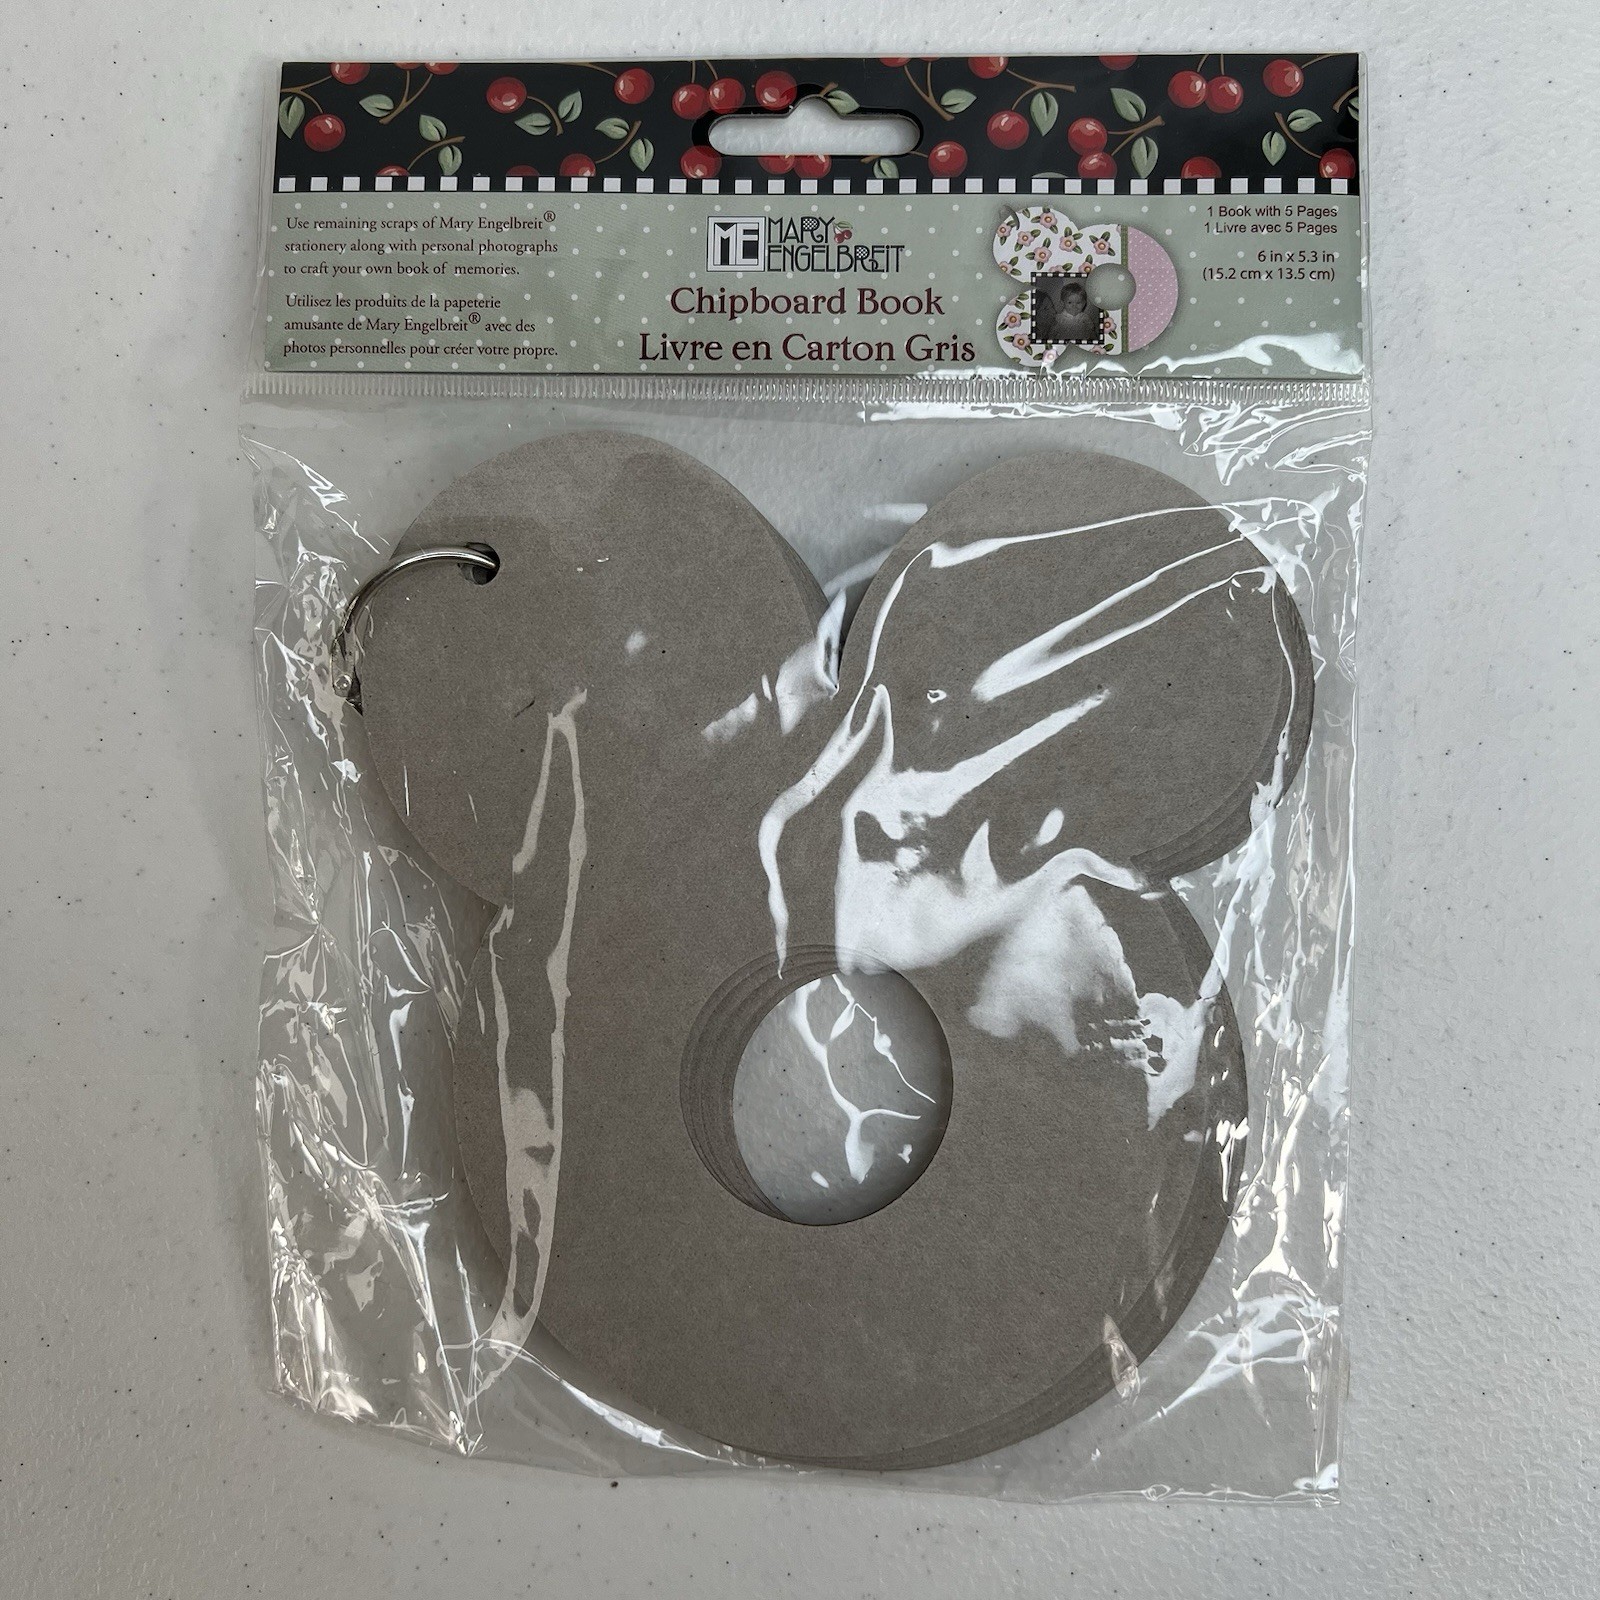 Use remaining scraps of Mary Engelbreit®
stationery along with personal photographs
to craft your own book of memories.
Utilisez les produits de la papeterie
amusante de Mary Engelbreit® avec des
photos personnelles pour créer votre propre.
ME MARY
ENGELBREIT
Chipboard Book
Livre en Carton Gris
1 Book with 5 Pages
1 Livre avec 5 Pages
6 in x 5.3 in
(15.2 cm x 13.5 cm)